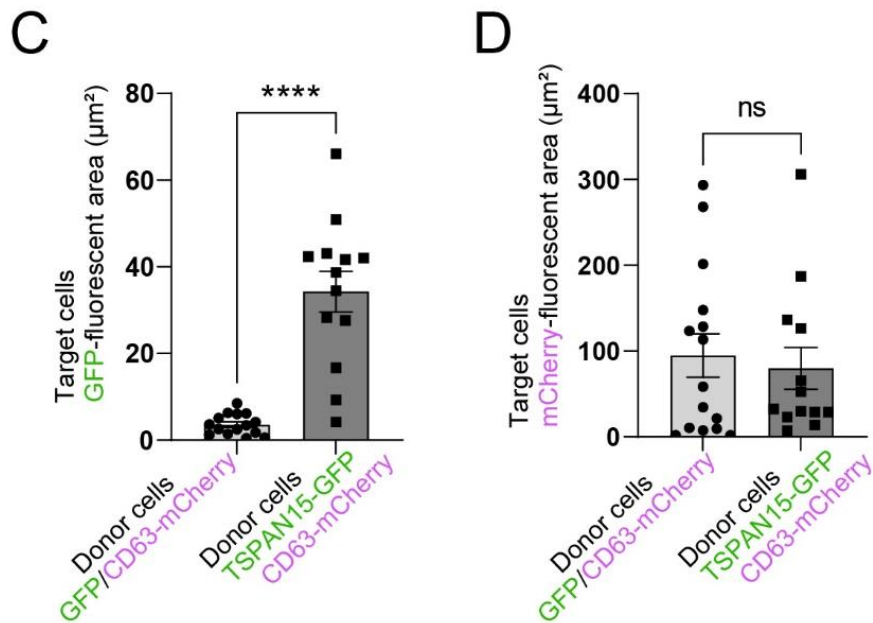 C
Target cells
GFP-fluorescent area (µm²)
80
60
40
20
0
****
Donor cells
GFP/CD63-mCherry
Donor cells
TSPAN15-GFP
CD63-mCherry
D
Target cells
mCherry-fluorescent area (µm²)
400
300
200
100
0
ns
Donor cells
GFP/CD63-mCherry
Donor cells
TSPAN15-GFP
CD63-mCherry